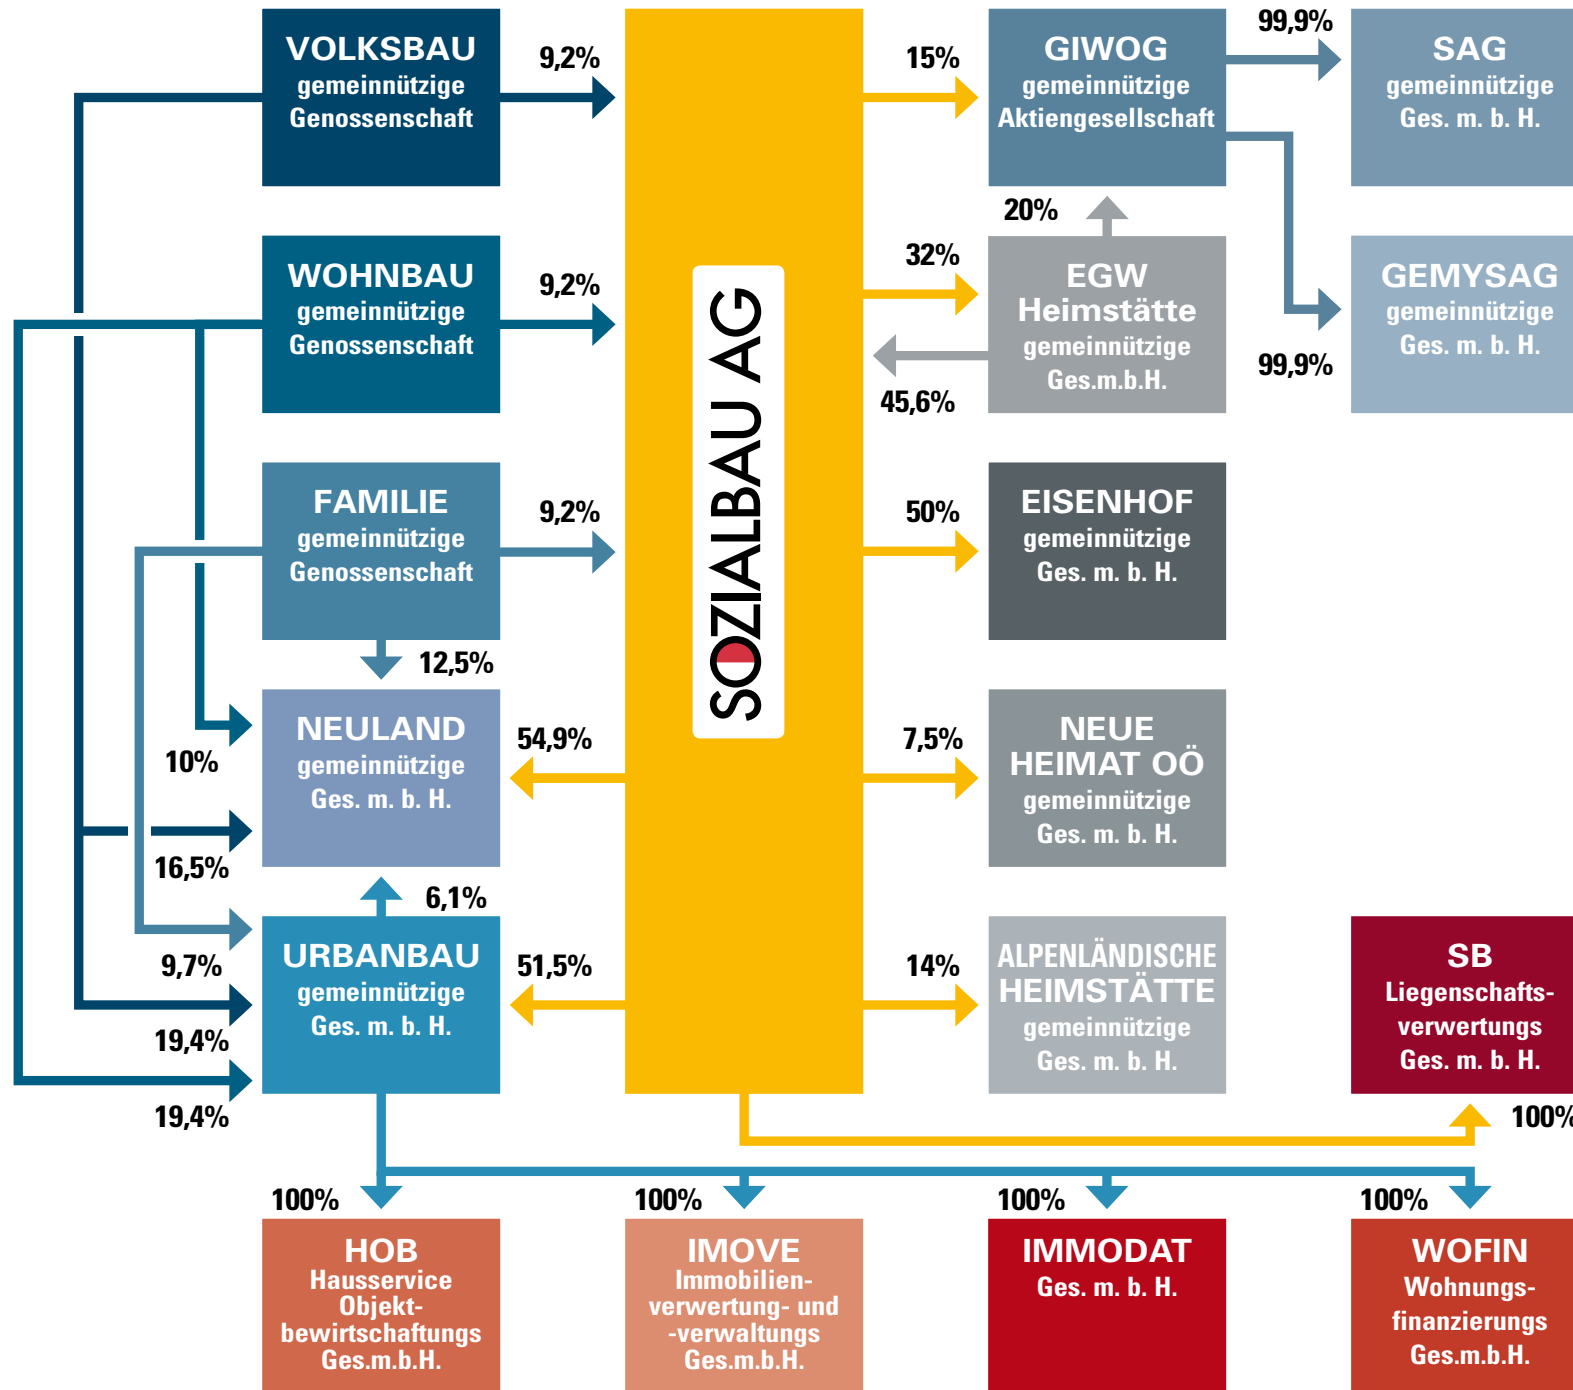 VOLKSBAU
gemeinnützige
Genossenschaft
9,2%
15%
GIWOG
gemeinnützige
Aktiengesellschaft
99,9%
SAG
gemeinnützige
Ges. m. b. H.
WOHNBAU
gemeinnützige
Genossenschaft
9,2%
SOZIALBAU AG
32%
20%
EGW
Heimstätte
gemeinnützige
Ges.m.b.H.
45,6%
99,9%
GEMYSAG
gemeinnützige
Ges. m. b. H.
FAMILIE
gemeinnützige
Genossenschaft
9,2%
12,5%
50%
EISENHOF
gemeinnützige
Ges. m. b. H.
10%
16,5%
NEULAND
gemeinnützige
Ges. m. b. H.
54,9%
6,1%
7,5%
NEUE
HEIMAT OÖ
gemeinnützige
Ges. m. b. H.
9,7%
19,4%
19,4%
URBANBAU
gemeinnützige
Ges. m. b. H.
51,5%
14%
ALPENLÄNDISCHE
HEIMSTÄTTE
gemeinnützige
Ges. m. b. H.
SB
Liegenschafts-
verwertungs
Ges. m. b. H.
100%
100%
HOB
Hausservice
Objekt-
bewirtschaftungs
Ges.m.b.H.
100%
IMOVE
Immobilien-
verwertung- und
-verwaltungs
Ges.m.b.H.
100%
IMMODAT
Ges. m. b. H.
100%
WOFIN
Wohnungs-
finanzierungs
Ges.m.b.H.